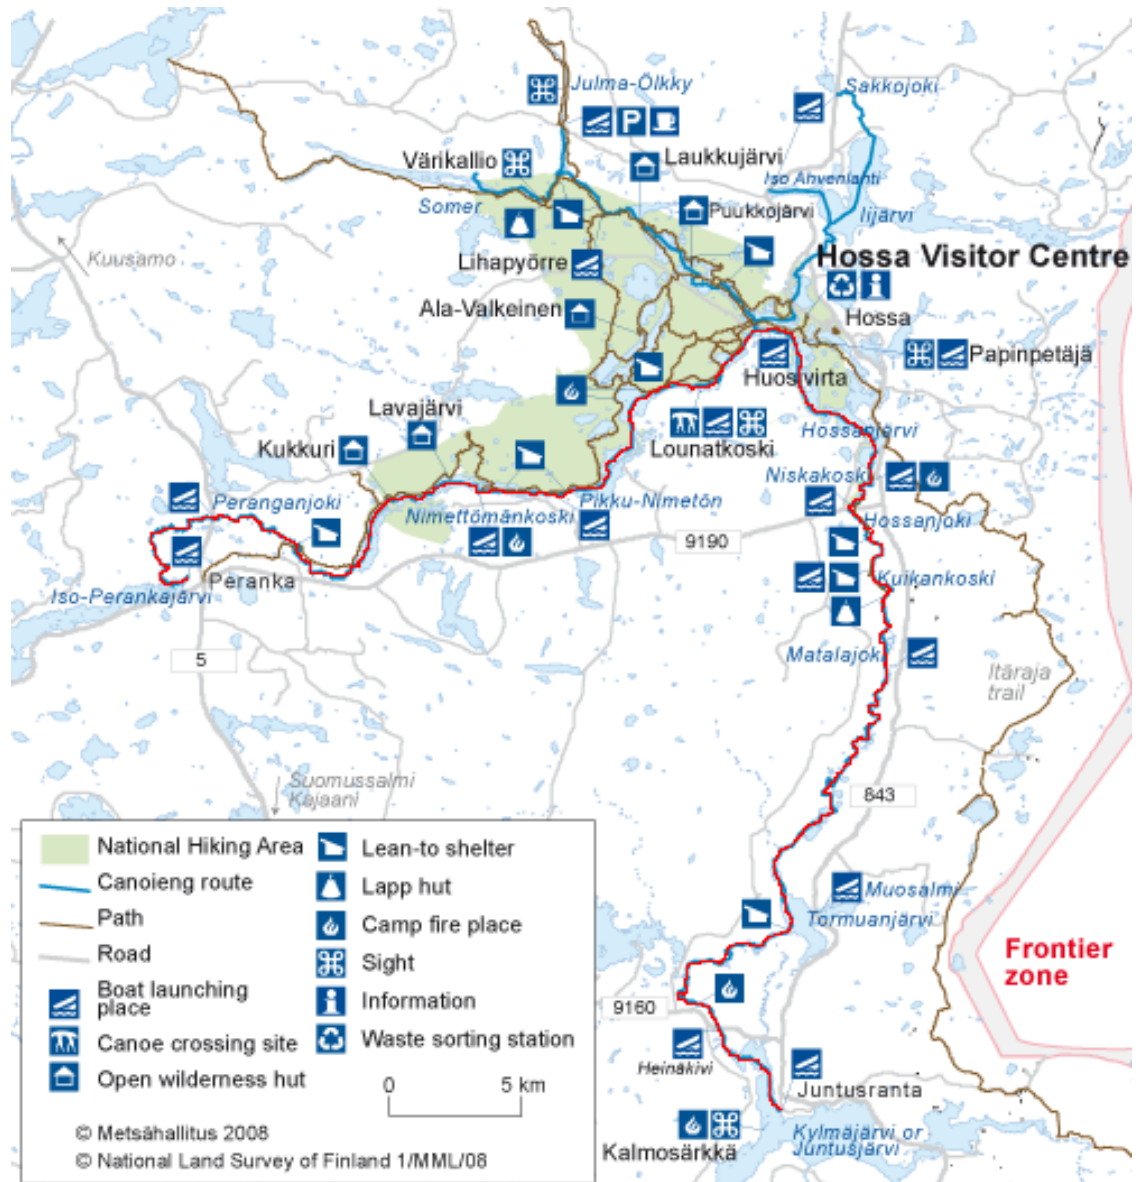 Julma-Ölkky
Sakkojoki
P
Värikallio
Laukkujärvi
Iso Ahvenlahti
Somer
Puukkojärvi
Iijärvi
Kuusamo
Lihapyörre
Hossa Visitor Centre
Ala-Valkeinen
i
Hossa
Papinpetäjä
Huosivirta
Lavajärvi
Hossanjärvi
Kukkuri
Lounatkoski
Niskakoski
Peranganjoki
Pikku-Nimetön
Nimettömänkoski
Hossanjoki
9190
Peranka
Kuikankoski
Iso-Perankajärvi
Matalajoki
5
Itäraja
trail
Suomussalmi
Kajaani
843
National Hiking Area
Lean-to shelter
Canoieng route
Lapp hut
Path
Camp fire place
Road
Sight
Boat launching
place
i Information
Canoe crossing site
Waste sorting station
Open wilderness hut
0 5 km
© Metsähallitus 2008
© National Land Survey of Finland 1/MML/08
Muosalmi
Tormuanjärvi
Frontier
zone
9160
Heinäkivi
Juntusranta
Kylmäjärvi or
Juntusjärvi
Kalmosärkkä